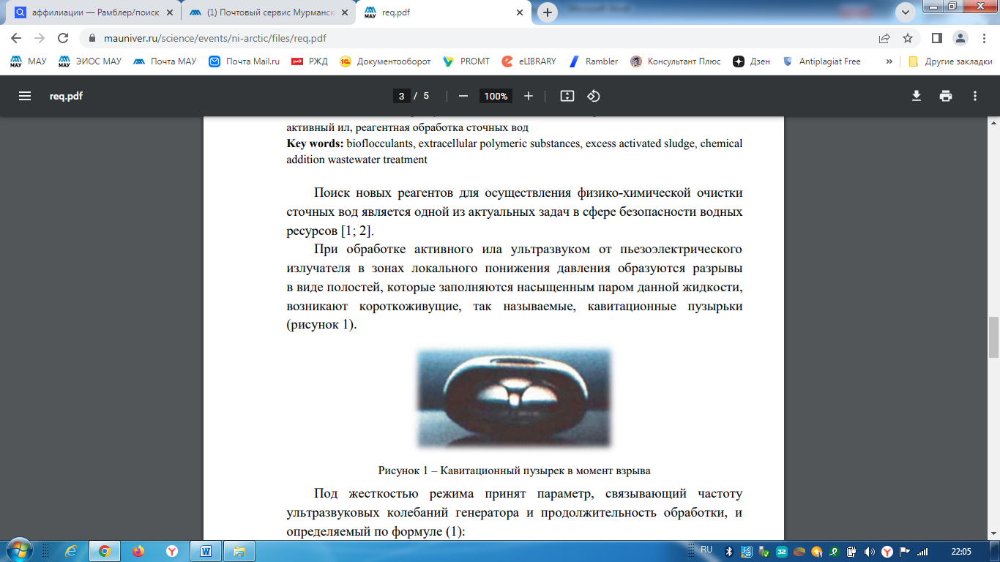 аффилиации — Рамблер/поиск
(1) Почтовый сервис Мурманск
req.pdf
mauniver.ru/science/events/ni-arctic/files/req.pdf
МАУ ЭИОС МАУ Почта МАУ Почта Mail.ru РЖД Документооборот PROMT eLIBRARY Rambler Консультант Плюс Дзен Antiplagiat Free » Другие закладки
req.pdf 3 / 5 100%
активный ил, реагентная обработка сточных вод
Key words: bioflocculants, extracellular polymeric substances, excess activated sludge, chemical
addition wastewater treatment
Поиск новых реагентов для осуществления физико-химической очистки
сточных вод является одной из актуальных задач в сфере безопасности водных
ресурсов [1; 2].
При обработке активного ила ультразвуком от пьезоэлектрического
излучателя в зонах локального понижения давления образуются разрывы
в виде полостей, которые заполняются насыщенным паром данной жидкости,
возникают короткоживущие, так называемые, кавитационные пузырьки
(рисунок 1).
Рисунок 1 – Кавитационный пузырек в момент взрыва
Под жесткостью режима принят параметр, связывающий частоту
ультразвуковых колебаний генератора и продолжительность обработки, и
определяемый по формуле (1):
RU 32 22:05